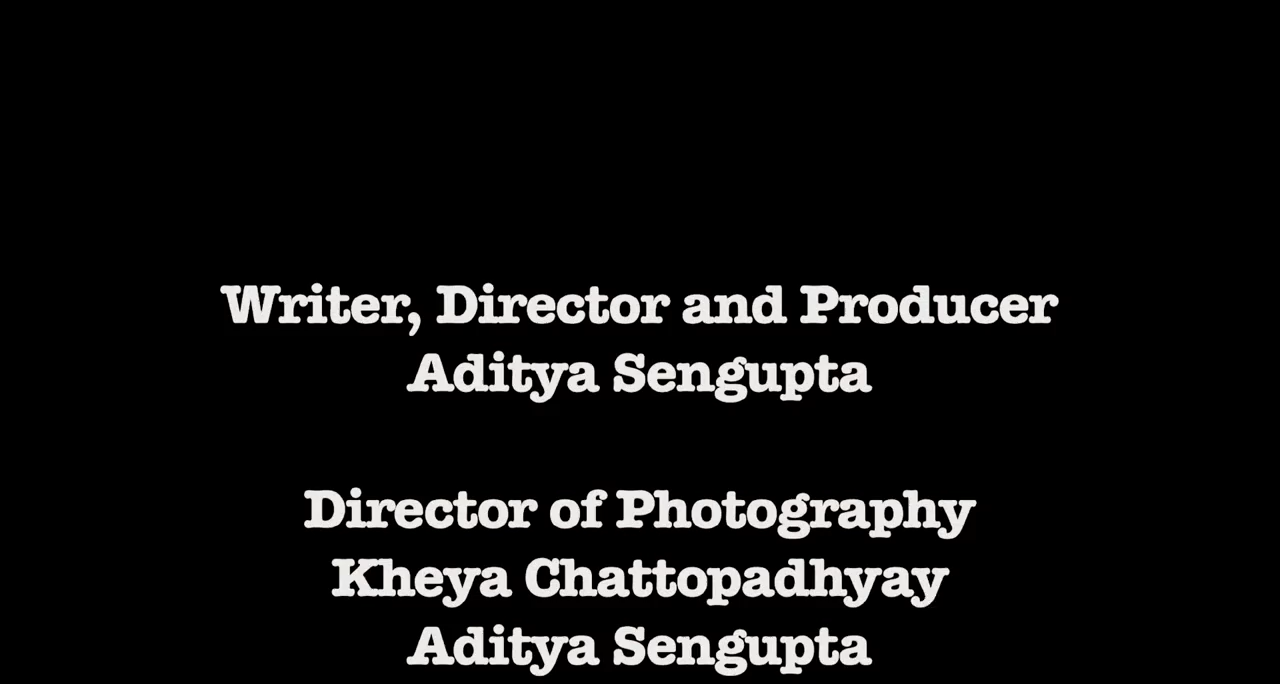 Writer, Director and Producer
Aditya Sengupta
Director of Photography
Kheya Chattopadhyay
Aditya Sengupta